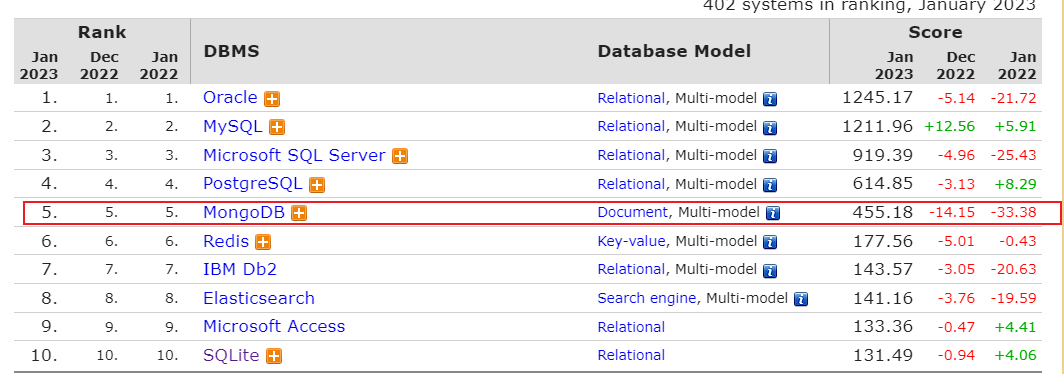 402 systems in ranking, January 2023
Rank DBMS Database Model Score
Jan 2023 Dec 2022 Jan 2022 Jan 2023 Dec 2022 Jan 2022
1. 1. 1. Oracle Relational, Multi-model 1245.17 -5.14 -21.72
2. 2. 2. MySQL Relational, Multi-model 1211.96 +12.56 +5.91
3. 3. 3. Microsoft SQL Server Relational, Multi-model 919.39 -4.96 -25.43
4. 4. 4. PostgreSQL Relational, Multi-model 614.85 -3.13 +8.29
5. 5. 5. MongoDB Document, Multi-model 455.18 -14.15 -33.38
6. 6. 6. Redis Key-value, Multi-model 177.56 -5.01 -0.43
7. 7. 7. IBM Db2 Relational, Multi-model 143.57 -3.05 -20.63
8. 8. 8. Elasticsearch Search engine, Multi-model 141.16 -3.76 -19.59
9. 9. 9. Microsoft Access Relational 133.36 -0.47 +4.41
10. 10. 10. SQLite Relational 131.49 -0.94 +4.06